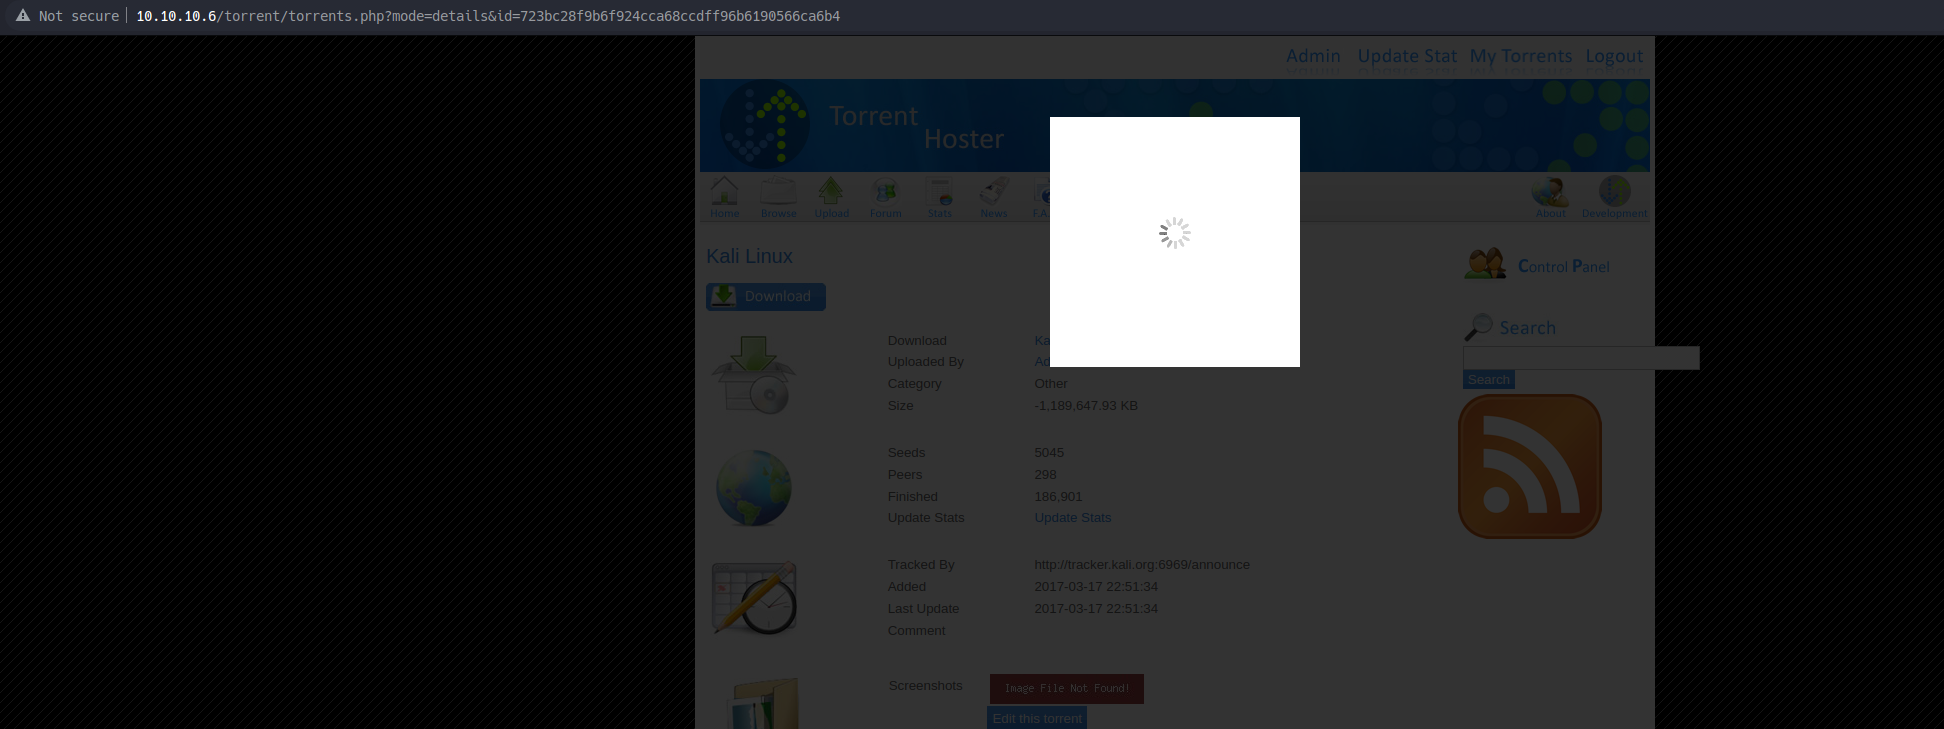 Not secure 10.10.10.6/torrent/torrents.php?mode=details&id=723bc28f9b6f924cca68ccdff96b6190566ca6b4
Admin Update Stat My Torrents Logout
Torrent
Hoster
Home Browse Upload Forum Stats News F.A. About Development
Kali Linux
Download
Control Panel
Search
Search
Download Ka
Uploaded By Ad
Category Other
Size -1,189,647.93 KB
Seeds 5045
Peers 298
Finished 186,901
Update Stats Update Stats
Tracked By http://tracker.kali.org:6969/announce
Added 2017-03-17 22:51:34
Last Update 2017-03-17 22:51:34
Comment
Screenshots Image File Not Found!
Edit this torrent